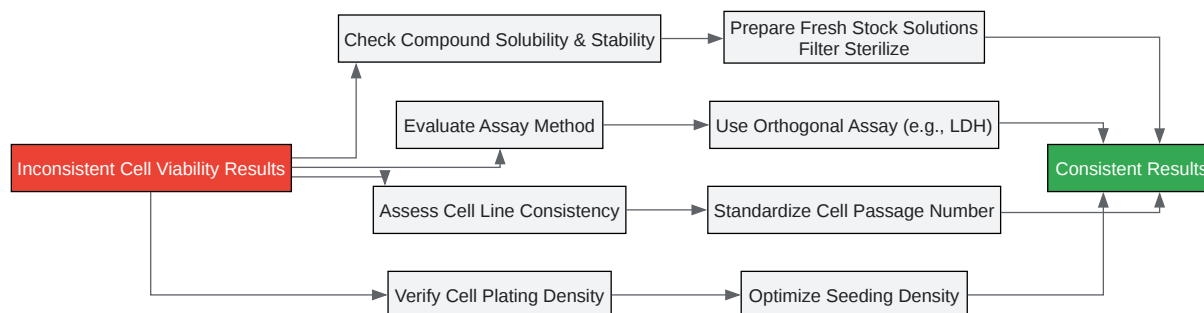 Inconsistent Cell Viability Results
Check Compound Solubility & Stability
Prepare Fresh Stock Solutions
Filter Sterilize
Evaluate Assay Method
Use Orthogonal Assay (e.g., LDH)
Assess Cell Line Consistency
Standardize Cell Passage Number
Verify Cell Plating Density
Optimize Seeding Density
Consistent Results